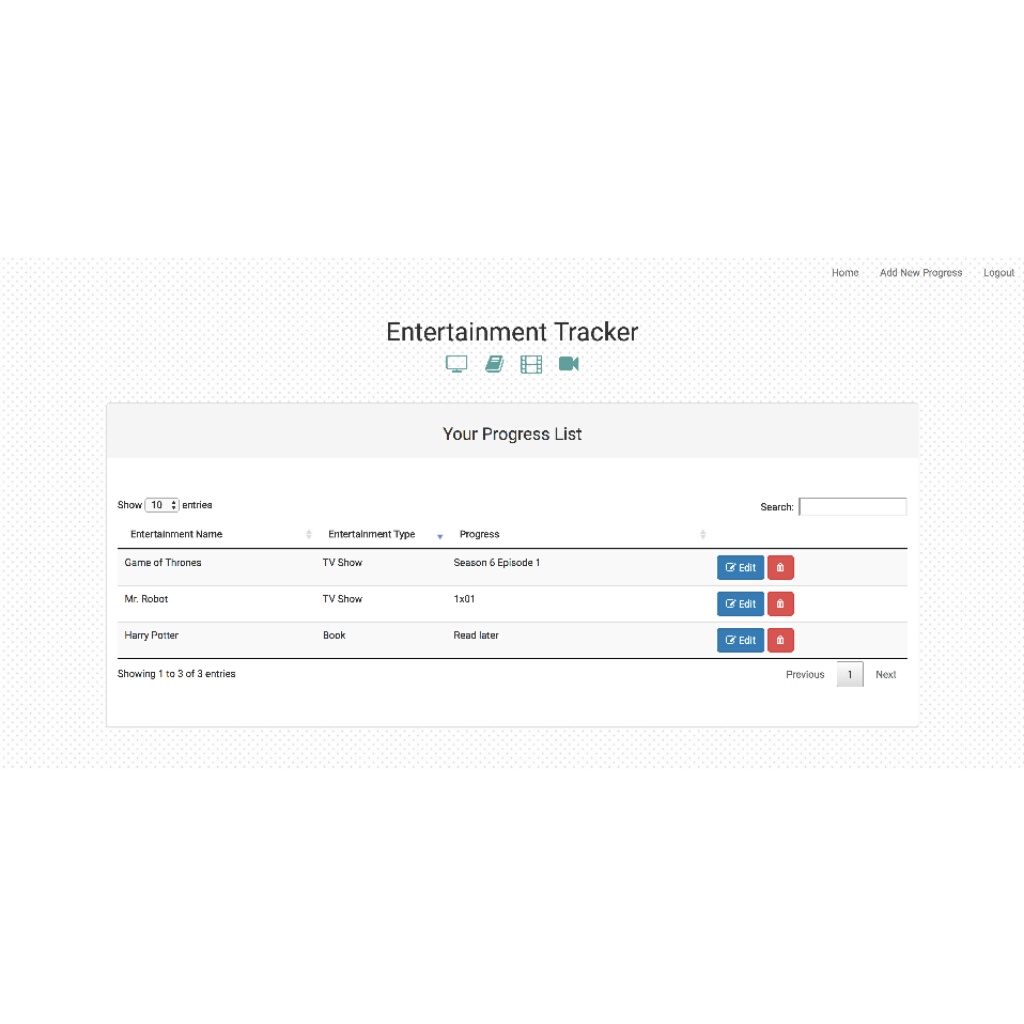 Home Add New Progress Logout
Entertainment Tracker
Your Progress List
Show 10 entries Search:
Entertainment Name Entertainment Type Progress
Game of Thrones TV Show Season 6 Episode 1 Edit
Mr. Robot TV Show 1x01 Edit
Harry Potter Book Read later Edit
Showing 1 to 3 of 3 entries Previous 1 Next